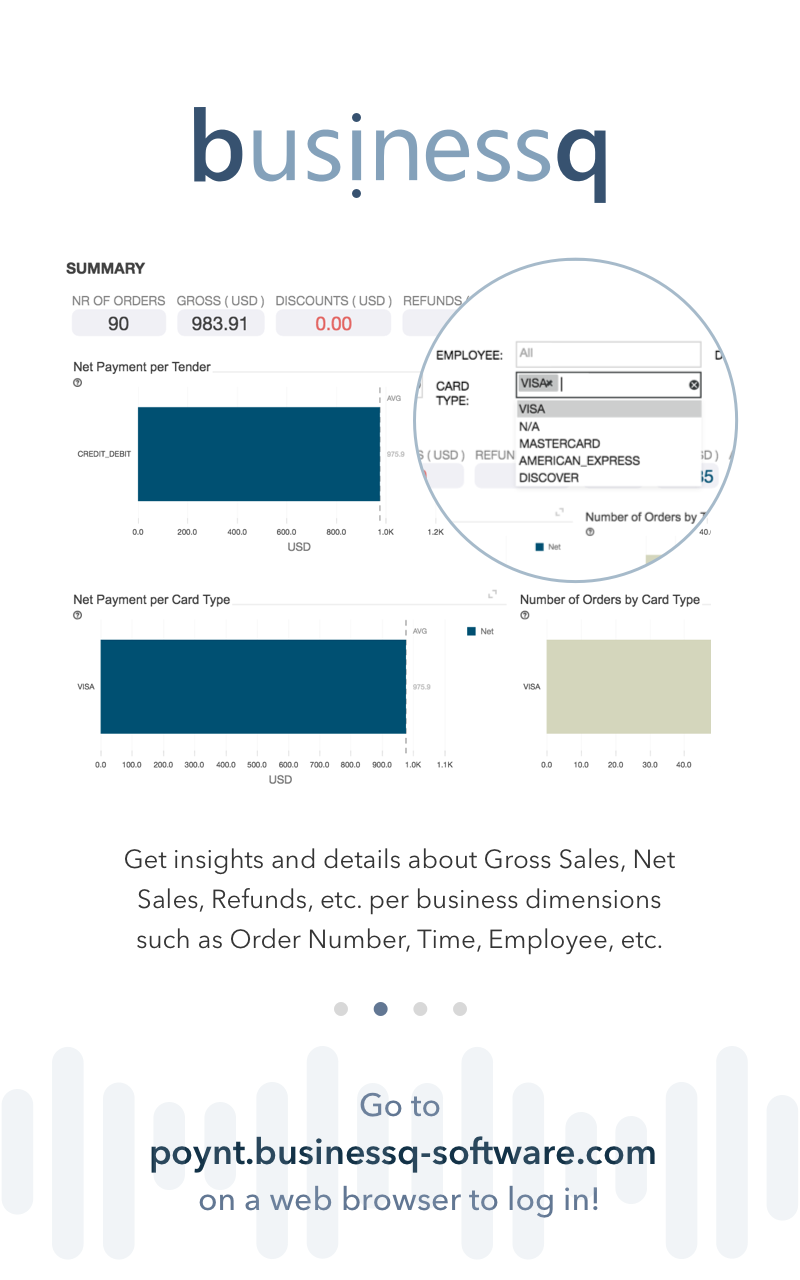 businessq
SUMMARY
NR OF ORDERS GROSS ( USD ) DISCOUNTS ( USD ) REFUNDS
90 983.91 0.00
Net Payment per Tender
AVG
CREDIT_DEBIT
975.9
0.0 200.0 400.0 600.0 800.0 1.0K 1.2K
USD
EMPLOYEE: All
CARD TYPE: VISA×
VISA
N/A
MASTERCARD
AMERICAN_EXPRESS
DISCOVER
( USD ) REFUN
Number of Orders by
Net
40.
Net Payment per Card Type
AVG
Net
VISA
975.9
0.0 100.0 200.0 300.0 400.0 500.0 600.0 700.0 800.0 900.0 1.0K 1.1K
USD
Number of Orders by Card Type
VISA
0.0 10.0 20.0 30.0 40.0
Get insights and details about Gross Sales, Net
Sales, Refunds, etc. per business dimensions
such as Order Number, Time, Employee, etc.
Go to
poynt.businessq-software.com
on a web browser to log in!